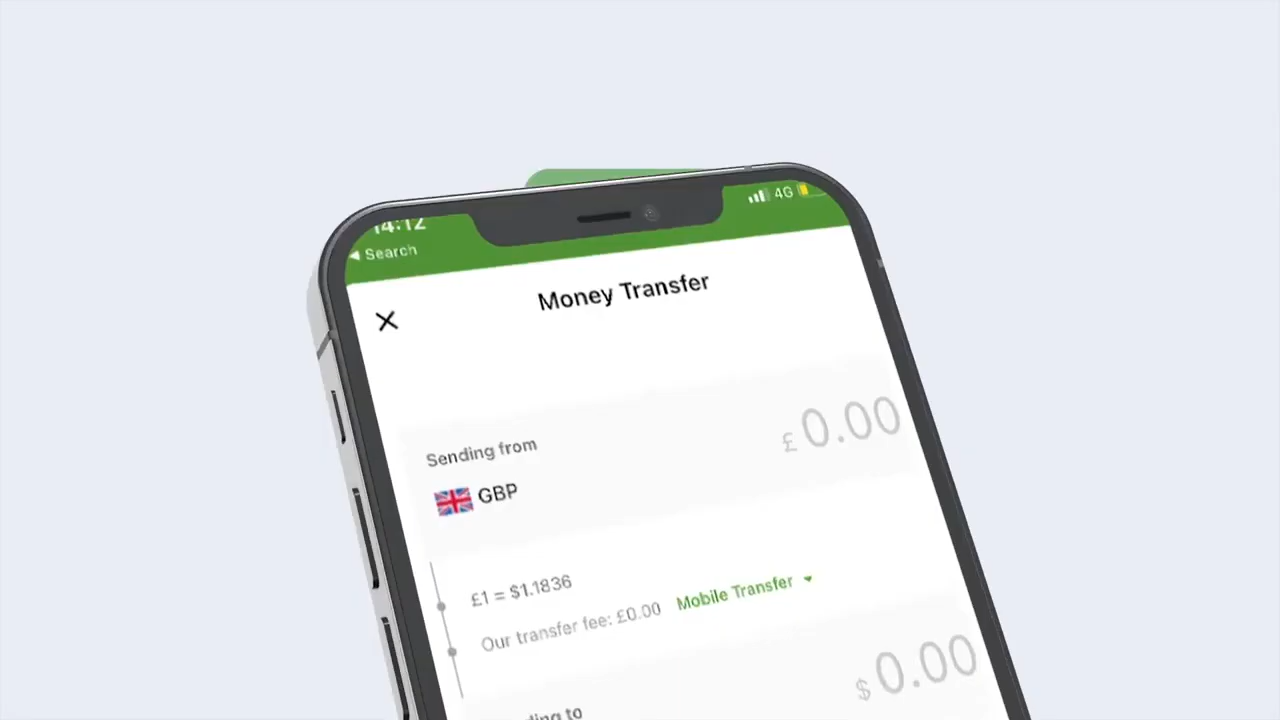 14:12
4G
◀ Search
Money Transfer
Sending from
£ 0.00
GBP
£1 = $1.1836
Our transfer fee: £0.00 Mobile Transfer
$ 0.00
to